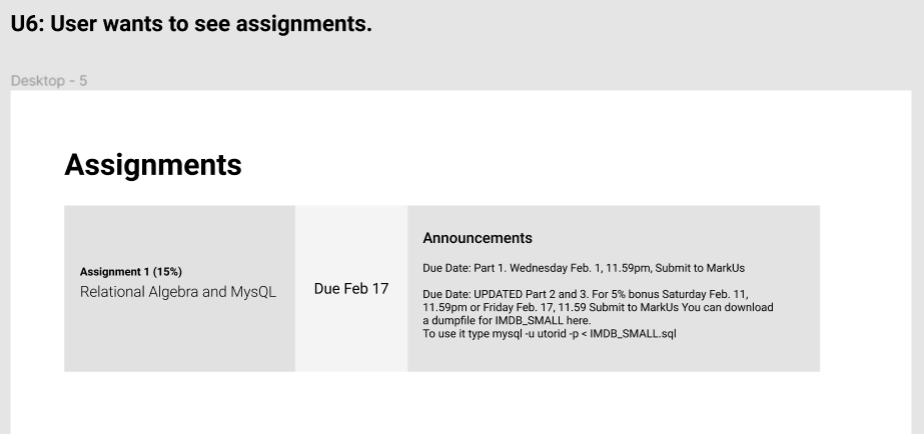 U6: User wants to see assignments.
Desktop - 5
Assignments
Assignment 1 (15%)
Relational Algebra and MysQL
Due Feb 17
Announcements
Due Date: Part 1. Wednesday Feb. 1, 11.59pm, Submit to MarkUs
Due Date: UPDATED Part 2 and 3. For 5% bonus Saturday Feb. 11,
11.59pm or Friday Feb. 17, 11.59 Submit to MarkUs You can download
a dumpfile for IMDB_SMALL here.
To use it type mysql -u utorid -p < IMDB_SMALL.sql